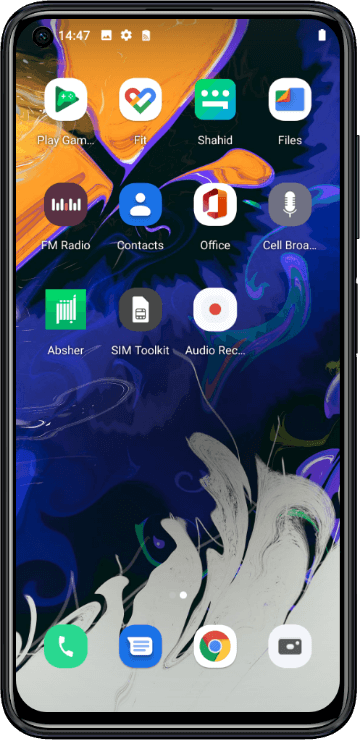 14:47
Play Gam... Fit Shahid Files
FM Radio Contacts Office Cell Broa...
Absher SIM Toolkit Audio Rec...